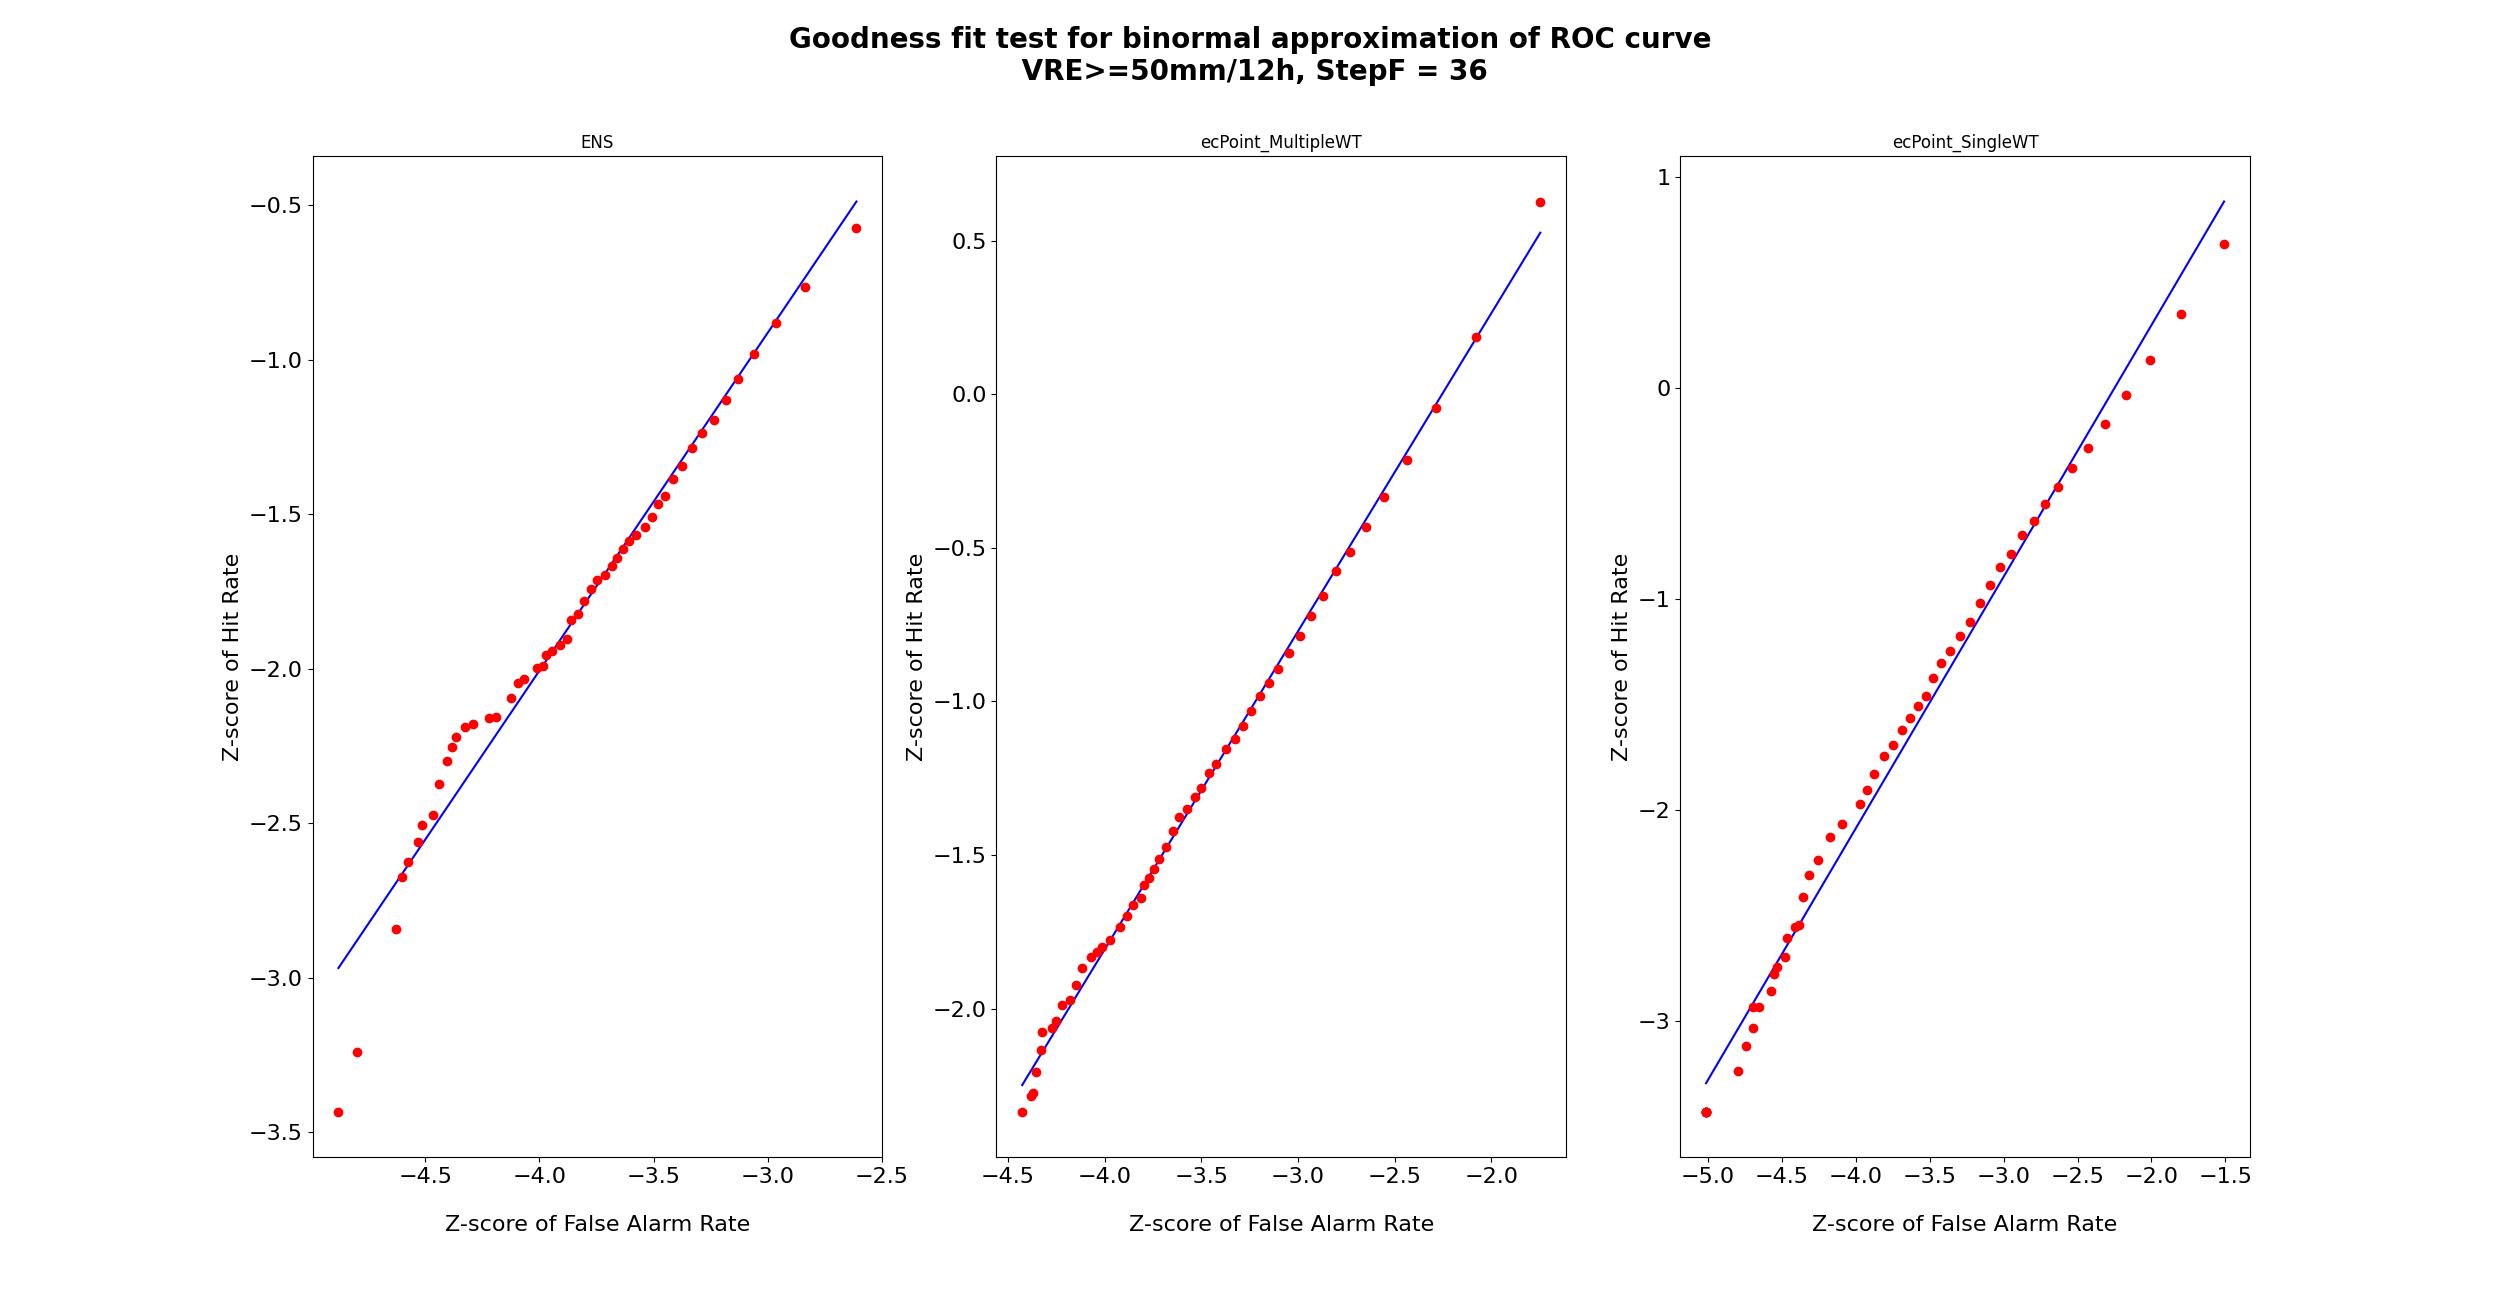 Goodness fit test for binormal approximation of ROC curve
VRE>=50mm/12h, StepF = 36
ENS
−0.5
−1.0
−1.5
−2.0
−2.5
−3.0
−3.5
Z-score of Hit Rate
−4.5 −4.0 −3.5 −3.0 −2.5
Z-score of False Alarm Rate
ecPoint_MultipleWT
0.5
0.0
−0.5
−1.0
−1.5
−2.0
Z-score of Hit Rate
−4.5 −4.0 −3.5 −3.0 −2.5 −2.0
Z-score of False Alarm Rate
ecPoint_SingleWT
1
0
−1
−2
−3
Z-score of Hit Rate
−5.0 −4.5 −4.0 −3.5 −3.0 −2.5 −2.0 −1.5
Z-score of False Alarm Rate